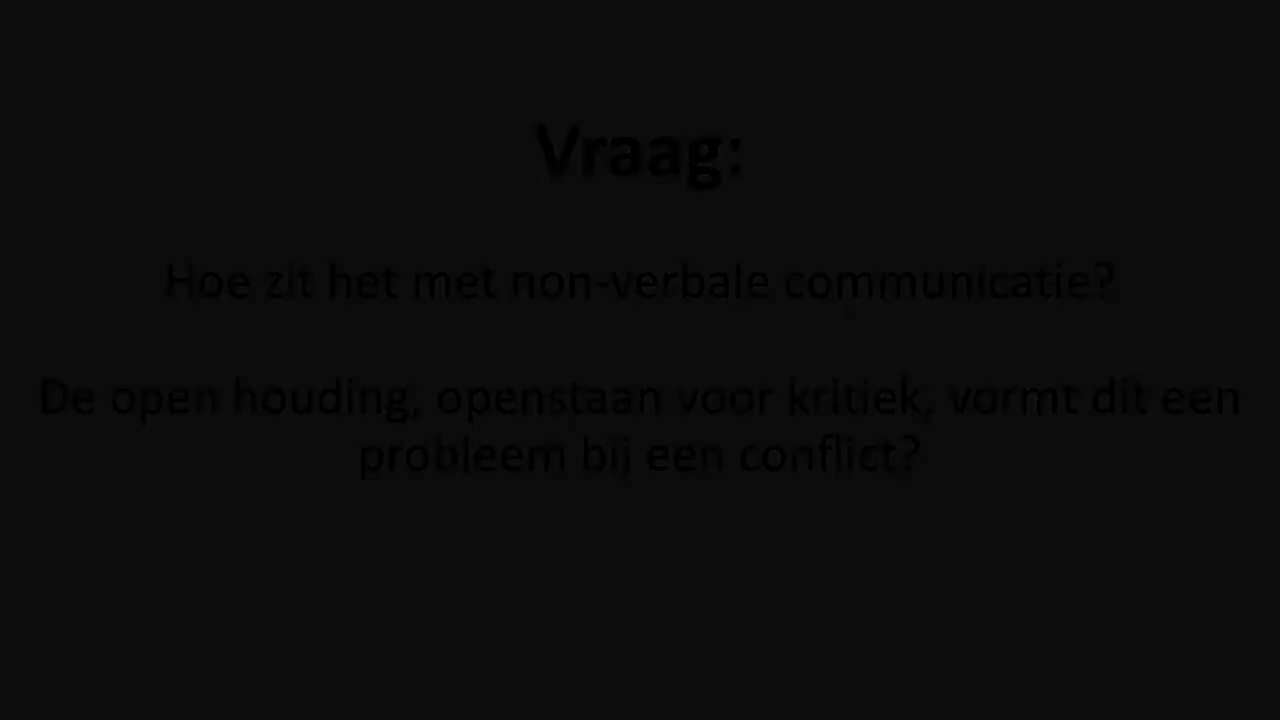 Vraag:
Hoe zit het met non-verbale communicatie?
De open houding, openstaan voor kritiek, vormt dit een
probleem bij een conflict?